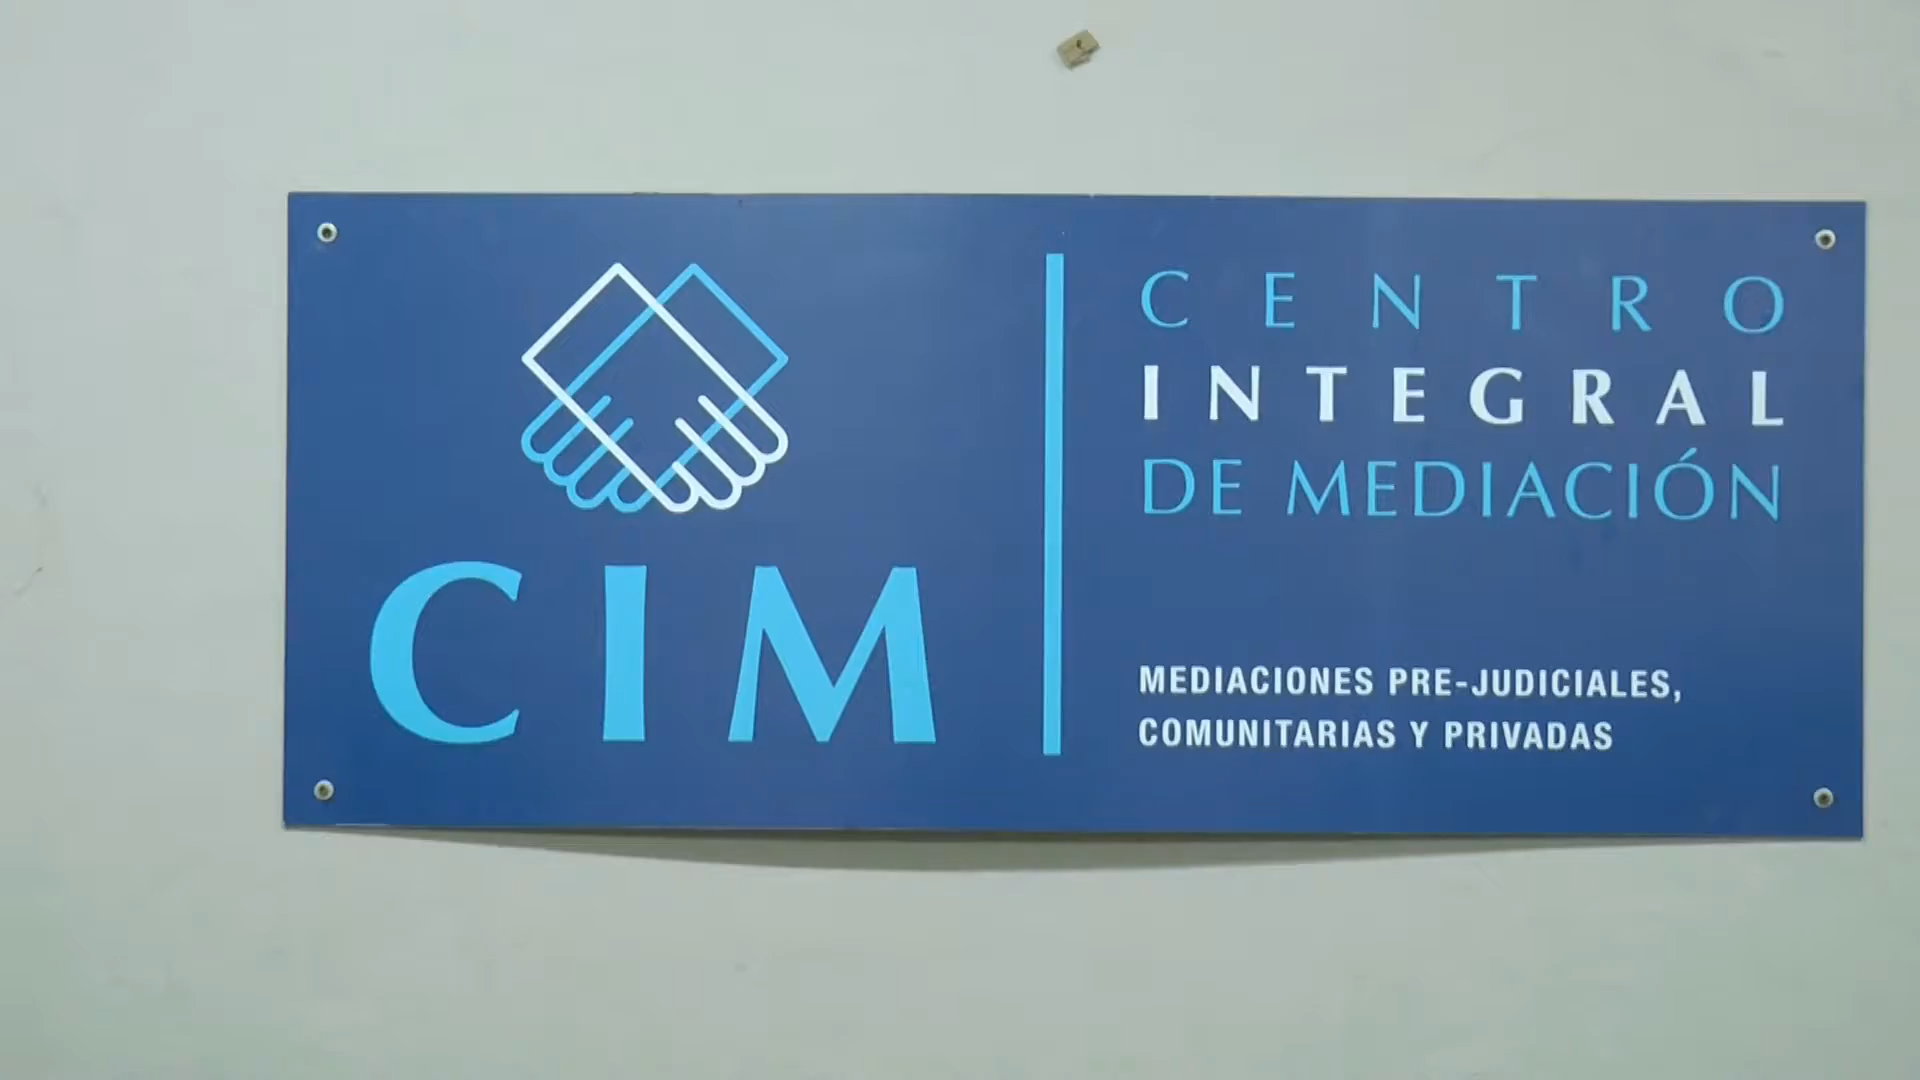 CIM
CENTRO
INTEGRAL
DE MEDIACIÓN
MEDIACIONES PRE-JUDICIALES,
COMUNITARIAS Y PRIVADAS